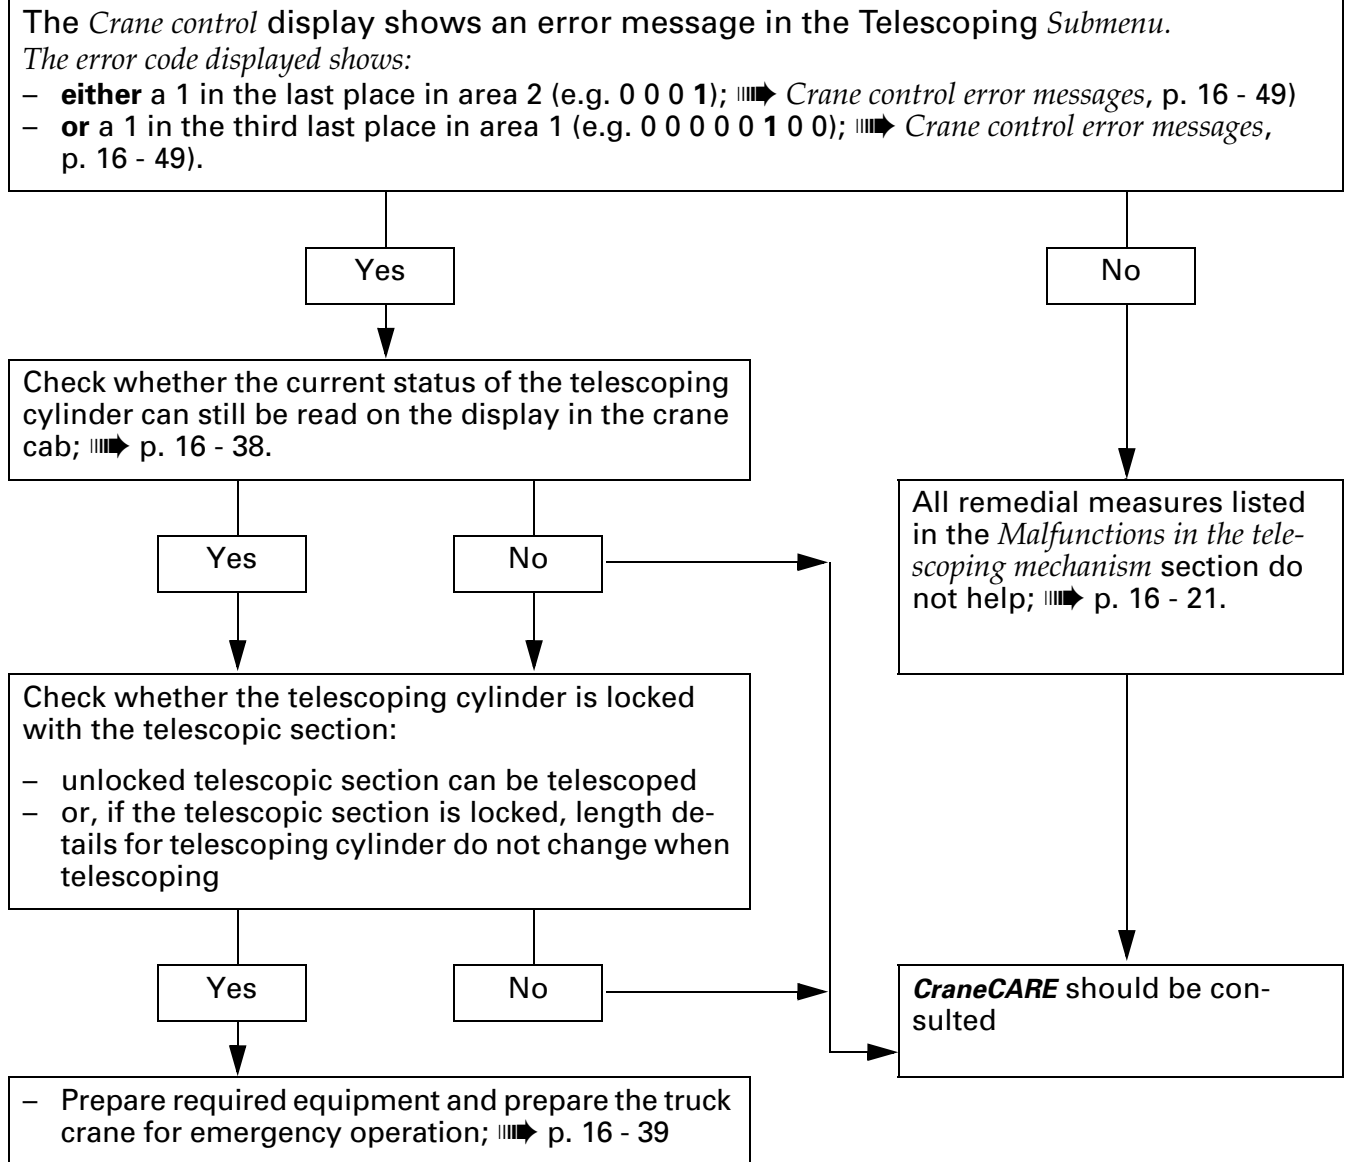 The Crane control display shows an error message in the Telescoping Submenu.
The error code displayed shows:
– either a 1 in the last place in area 2 (e.g. 0 0 0 1); ➠ Crane control error messages, p. 16 - 49)
– or a 1 in the third last place in area 1 (e.g. 0 0 0 0 0 1 0 0); ➠ Crane control error messages,
p. 16 - 49).
Yes
No
Check whether the current status of the telescoping
cylinder can still be read on the display in the crane
cab; ➠ p. 16 - 38.
All remedial measures listed
in the Malfunctions in the tele-
scoping mechanism section do
not help; ➠ p. 16 - 21.
Yes
No
Check whether the telescoping cylinder is locked
with the telescopic section:
– unlocked telescopic section can be telescoped
– or, if the telescopic section is locked, length de-
tails for telescoping cylinder do not change when
telescoping
Yes
No
CraneCARE should be con-
sulted
– Prepare required equipment and prepare the truck
crane for emergency operation; ➠ p. 16 - 39